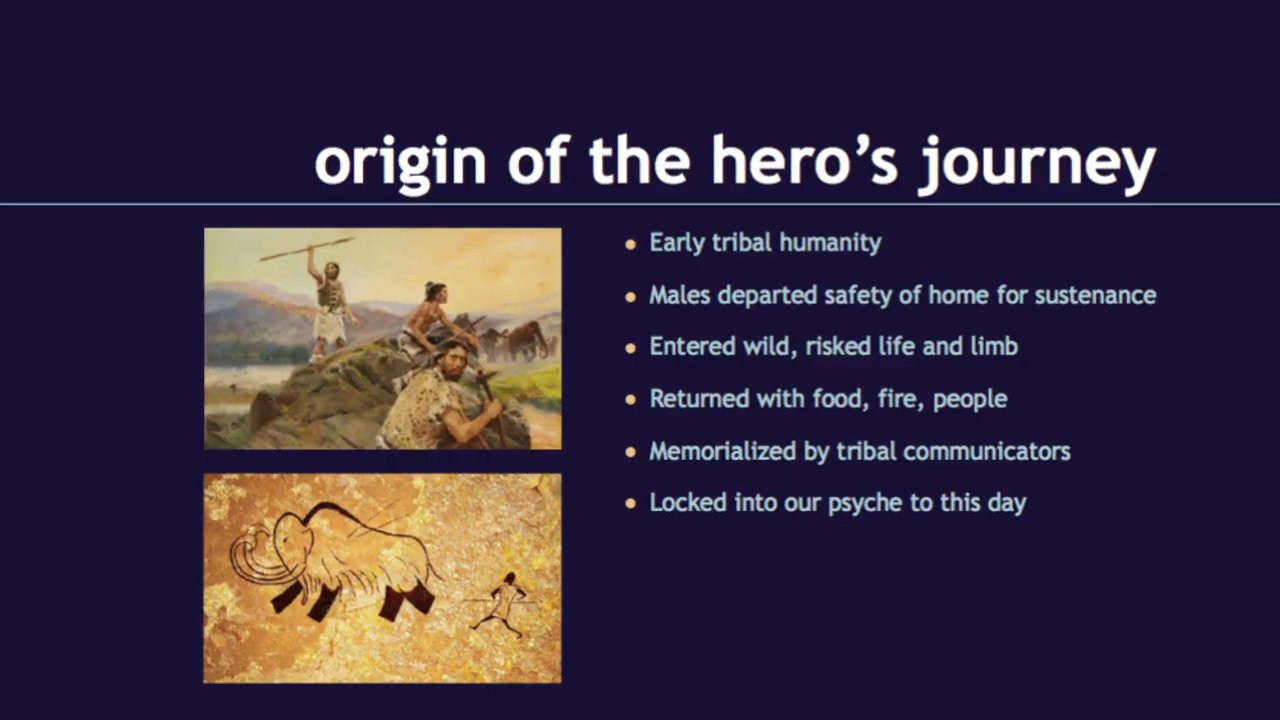 origin of the hero’s journey
• Early tribal humanity
• Males departed safety of home for sustenance
• Entered wild, risked life and limb
• Returned with food, fire, people
• Memorialized by tribal communicators
• Locked into our psyche to this day